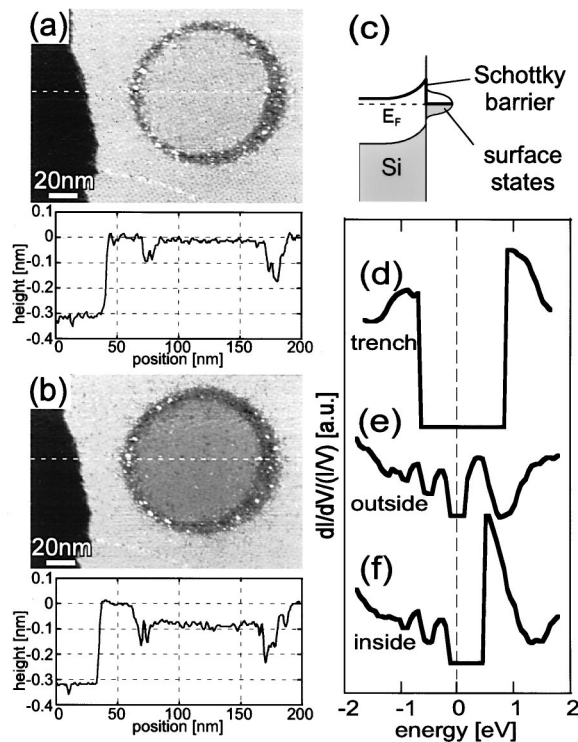 (a)
20nm
0.1
0
-0.1
-0.2
-0.3
-0.4
height [nm]
0
50
100
150
200
position [nm]
(b)
20nm
0.1
0
-0.1
-0.2
-0.3
-0.4
height [nm]
0
50
100
150
200
position [nm]
(c)
Schottky
barrier
EF
surface
states
Si
(d)
trench
(e)
outside
(f)
inside
dI/dV/(I/V) [a.u.]
-2
-1
0
1
2
energy [eV]